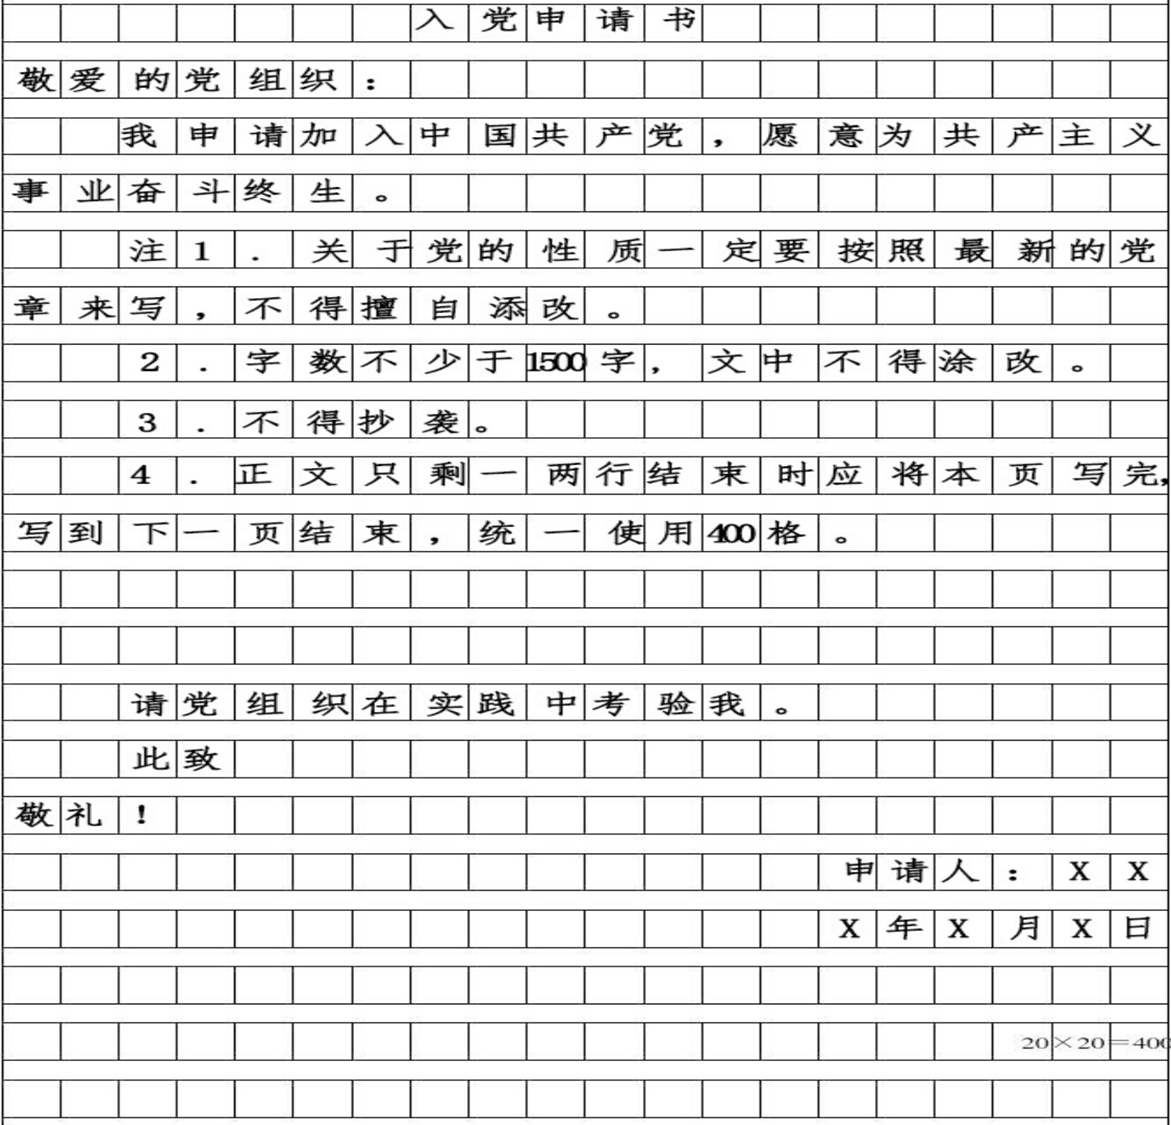 入党申请书
敬爱的党组织：
我申请加入中国共产党，愿意为共产主义
事业奋斗终生。
注1．关于党的性质一定要按照最新的党
章来写，不得擅自添改。
2．字数不少于1500字，文中不得涂改。
3．不得抄袭。
4．正文只剩一两行结束时应将本页写完，
写到下一页结束，统一使用400格。
请党组织在实践中考验我。
此致
敬礼！
申请人：X X
X年X月X日
20×20＝400